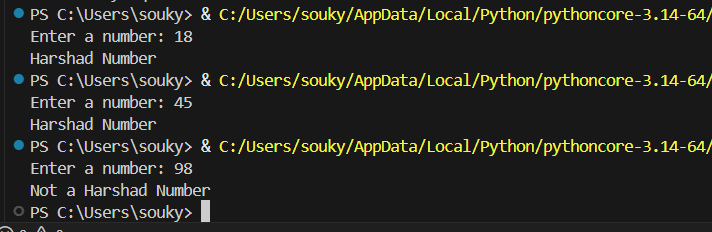 PS C:\Users\souky> & C:/Users/souky/AppData/Local/Python/pythoncore-3.14-64/
Enter a number: 18
Harshad Number
PS C:\Users\souky> & C:/Users/souky/AppData/Local/Python/pythoncore-3.14-64/
Enter a number: 45
Harshad Number
PS C:\Users\souky> & C:/Users/souky/AppData/Local/Python/pythoncore-3.14-64/
Enter a number: 98
Not a Harshad Number
PS C:\Users\souky>